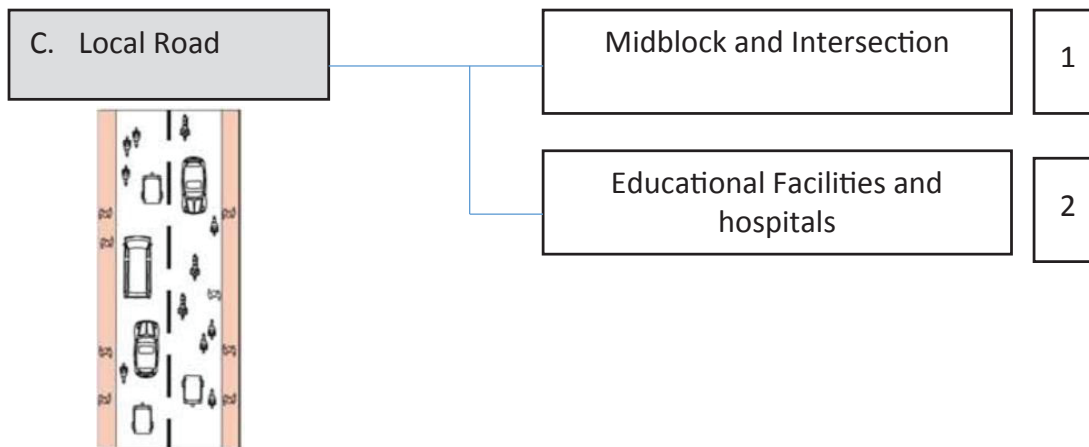 C. Local Road
Midblock and Intersection
1
Educational Facilities and
hospitals
2